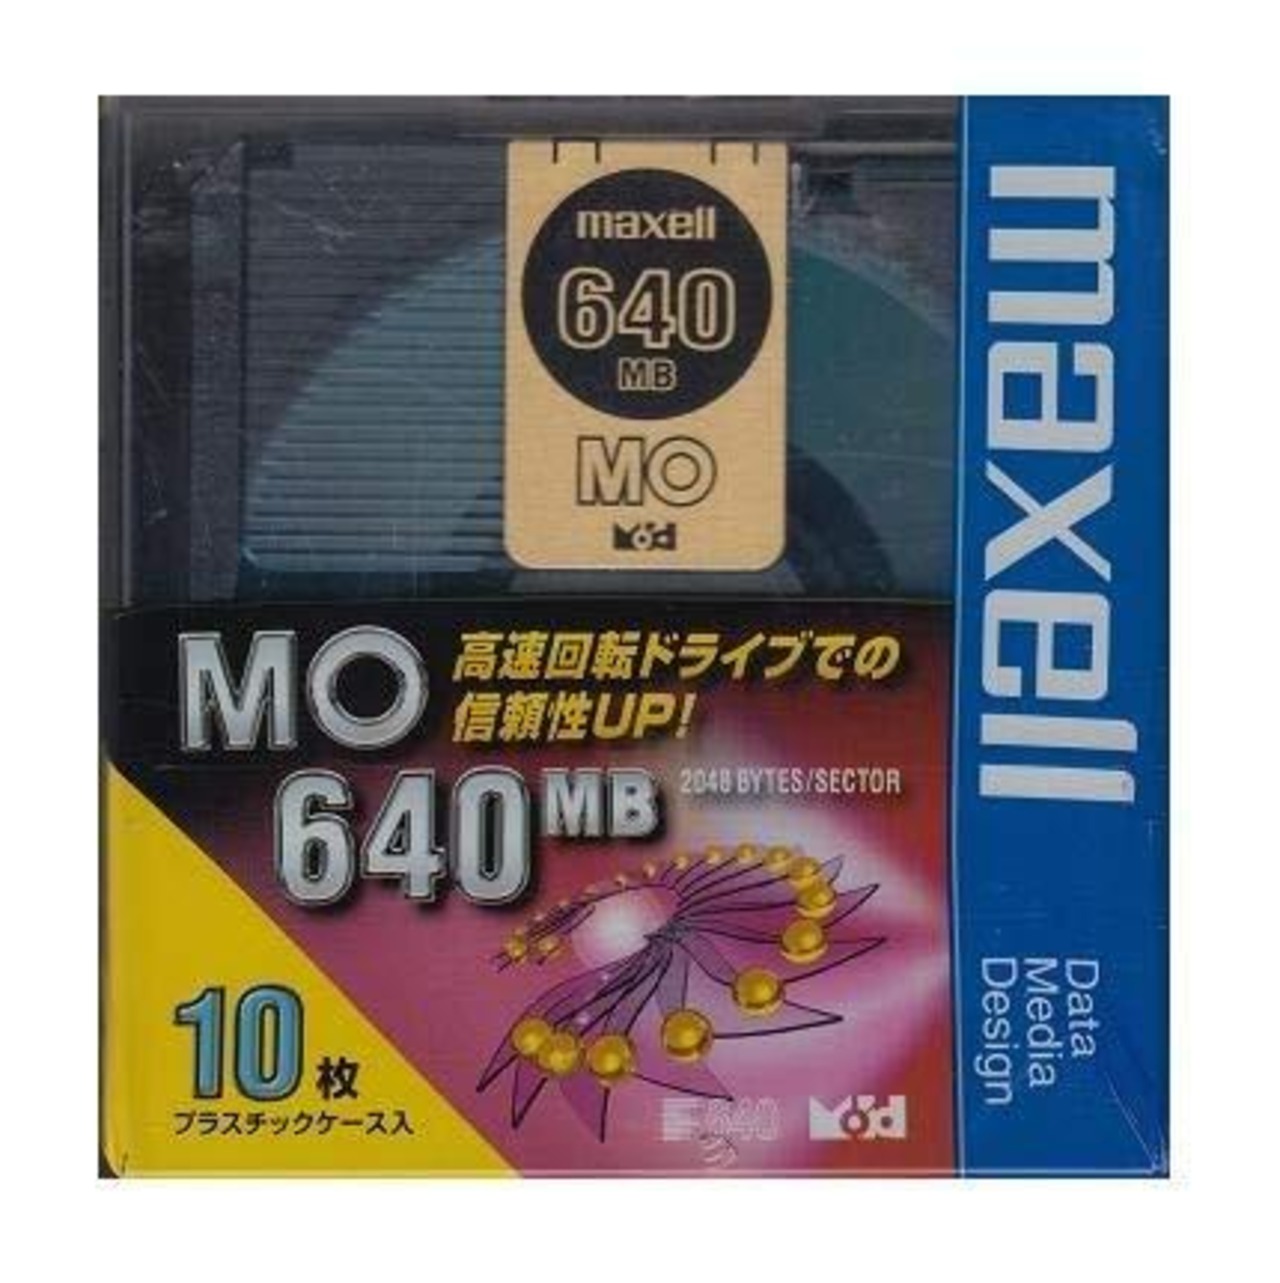 maxell
640
MB
MO
MO
高速回転ドライブでの
信頼性UP!
640MB
2048 BYTES/SECTOR
10枚
プラスチックケース入
640
maxell
Data
Media
Design